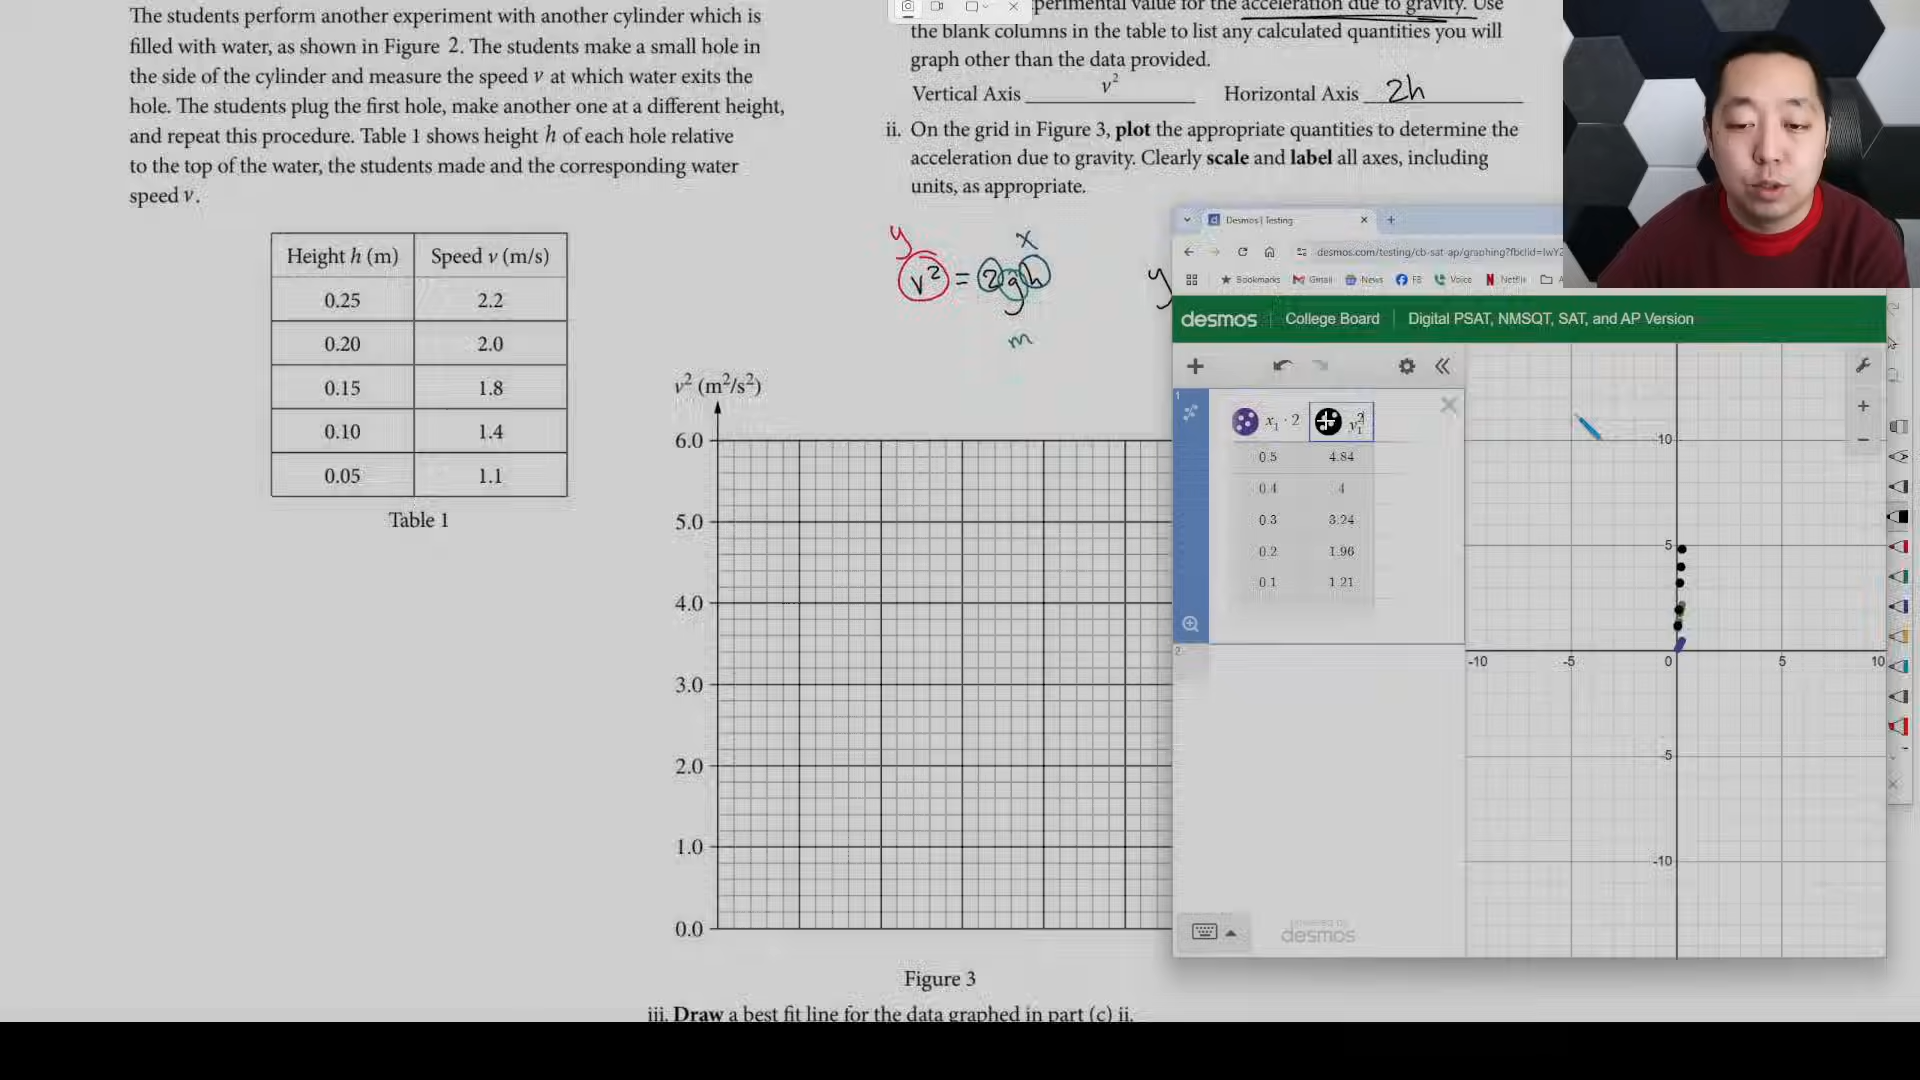 The students perform another experiment with another cylinder which is
filled with water, as shown in Figure 2. The students make a small hole in
the side of the cylinder and measure the speed v at which water exits the
hole. The students plug the first hole, make another one at a different height,
and repeat this procedure. Table 1 shows height h of each hole relative
to the top of the water, the students made and the corresponding water
speed v.
Height h (m) Speed v (m/s)
0.25 2.2
0.20 2.0
0.15 1.8
0.10 1.4
0.05 1.1
Table 1
perimental value for the acceleration due to gravity. Use
the blank columns in the table to list any calculated quantities you will
graph other than the data provided.
Vertical Axis v² Horizontal Axis 2h
ii. On the grid in Figure 3, plot the appropriate quantities to determine the
acceleration due to gravity. Clearly scale and label all axes, including
units, as appropriate.
y x
v² = 2gh y
m
v² (m²/s²)
6.0
5.0
4.0
3.0
2.0
1.0
0.0
Figure 3
iii. Draw a best fit line for the data graphed in part (c) ii.
Desmos | Testing
desmos.com/testing/cb-sat-ap/graphing?fbclid=IwY2
Bookmarks Gmail News FB Voice Netflix
desmos College Board Digital PSAT, NMSQT, SAT, and AP Version
1
x₁ · 2 v₁²
0.5 4.84
0.4 4
0.3 3.24
0.2 1.96
0.1 1.21
2
powered by
desmos
10
5
-10 -5 0 5 10
-5
-10